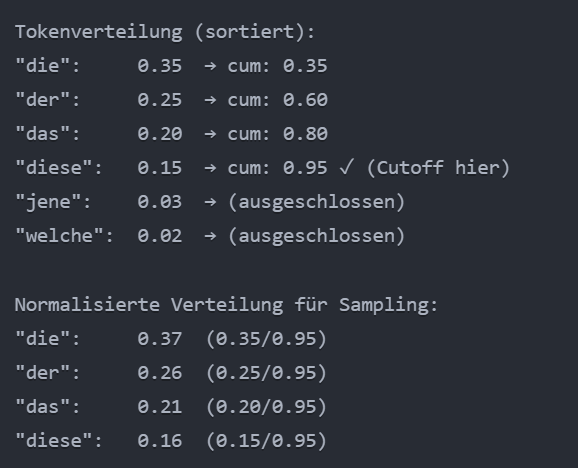 Tokenverteilung (sortiert):
"die":     0.35  → cum: 0.35
"der":     0.25  → cum: 0.60
"das":     0.20  → cum: 0.80
"diese":   0.15  → cum: 0.95 ✓ (Cutoff hier)
"jene":    0.03  → (ausgeschlossen)
"welche":  0.02  → (ausgeschlossen)

Normalisierte Verteilung für Sampling:
"die":     0.37  (0.35/0.95)
"der":     0.26  (0.25/0.95)
"das":     0.21  (0.20/0.95)
"diese":   0.16  (0.15/0.95)